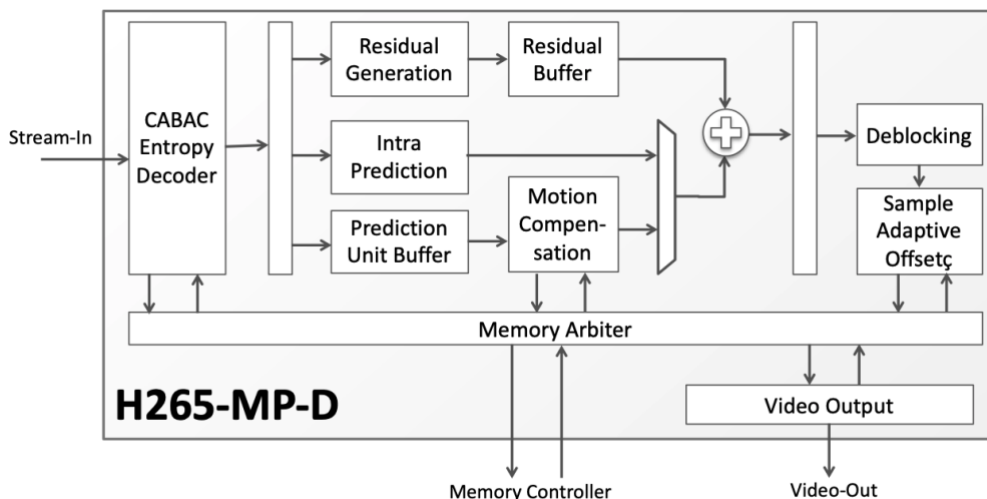 Stream-In
CABAC
Entropy
Decoder
Residual
Generation
Residual
Buffer
Intra
Prediction
Prediction
Unit Buffer
Motion
Compen-
sation
Deblocking
Sample
Adaptive
Offsetç
Memory Arbiter
H265-MP-D
Video Output
Memory Controller
Video-Out